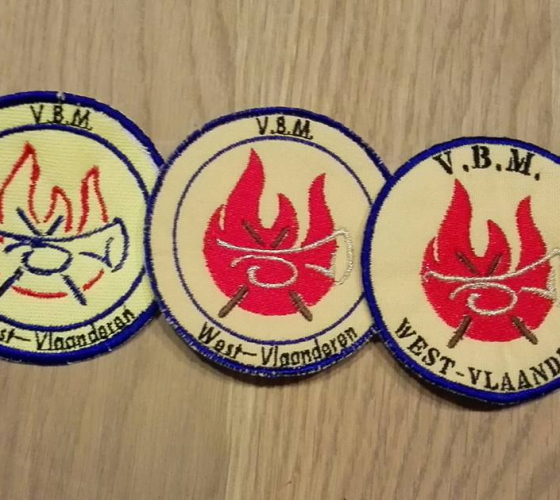 V.B.M.
st-Vlaanderen
V.B.M.
West-Vlaanderen
V.B.M.
WEST-VLAAND